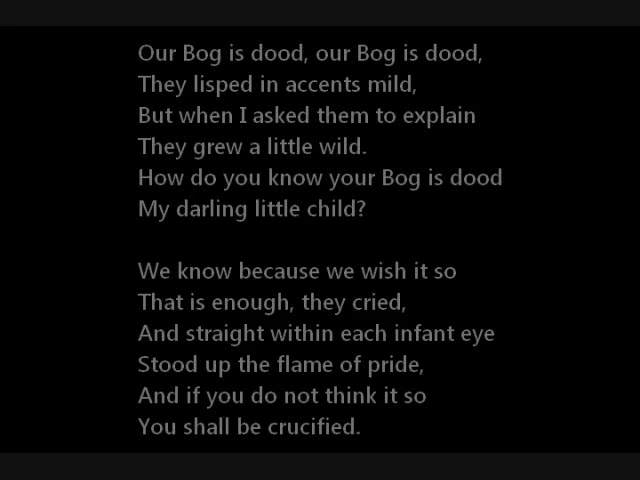 Our Bog is dood, our Bog is dood,
They lisped in accents mild,
But when I asked them to explain
They grew a little wild.
How do you know your Bog is dood
My darling little child?
We know because we wish it so
That is enough, they cried,
And straight within each infant eye
Stood up the flame of pride,
And if you do not think it so
You shall be crucified.